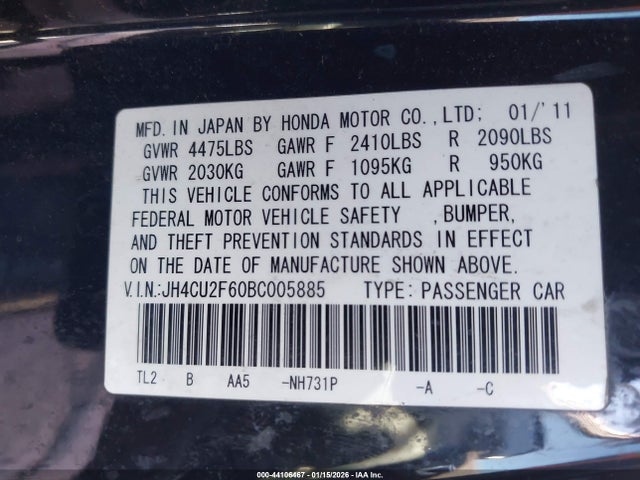 MFD. IN JAPAN BY HONDA MOTOR CO.,LTD; 01/'11
GVWR 4475LBS GAWR F 2410LBS R 2090LBS
GVWR 2030KG GAWR F 1095KG R 950KG
THIS VEHICLE CONFORMS TO ALL APPLICABLE
FEDERAL MOTOR VEHICLE SAFETY ,BUMPER,
AND THEFT PREVENTION STANDARDS IN EFFECT
ON THE DATE OF MANUFACTURE SHOWN ABOVE.
V.I.N.:JH4CU2F60BC005885 TYPE: PASSENGER CAR
TL2 B AA5 -NH731P -A -C
000-44106467 - 01/15/2026 - IAA Inc.